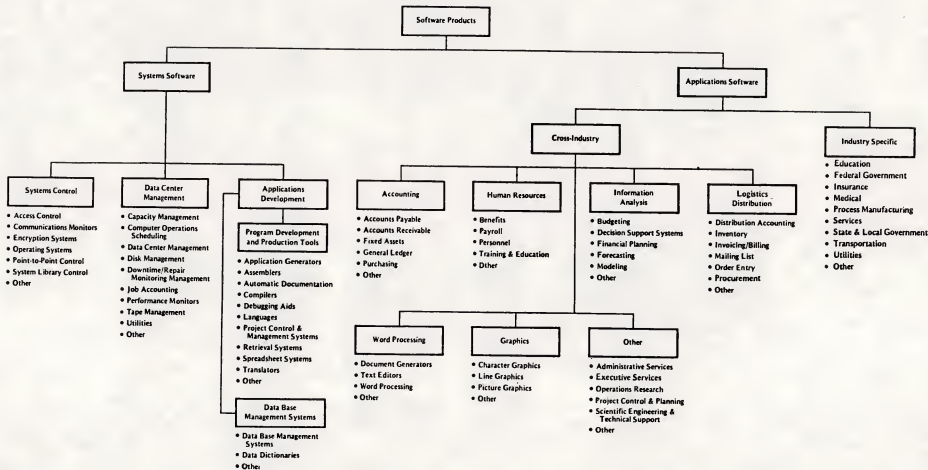 Software Products
Systems Software
Applications Software
Cross-Industry
Industry Specific
• Education
• Federal Government
• Insurance
• Medical
• Process Manufacturing
• Services
• State & Local Government
• Transportation
• Utilities
• Other
Systems Control
• Access Control
• Communications Monitors
• Encryption Systems
• Operating Systems
• Point-to-Point Control
• System Library Control
• Other
Data Center
Management
• Capacity Management
• Computer Operations
Scheduling
• Data Center Management
• Disk Management
• Downtime/Repair
Monitoring Management
• Job Accounting
• Performance Monitors
• Tape Management
• Utilities
• Other
Applications
Development
Program Development
and Production Tools
• Application Generators
• Assemblers
• Automatic Documentation
• Compilers
• Debugging Aids
• Languages
• Project Control &
Management Systems
• Retrieval Systems
• Spreadsheet Systems
• Translators
• Other
Data Base
Management Systems
• Data Base Management
Systems
• Data Dictionaries
• Other
Accounting
• Accounts Payable
• Accounts Receivable
• Fixed Assets
• General Ledger
• Purchasing
• Other
Human Resources
• Benefits
• Payroll
• Personnel
• Training & Education
• Other
Information
Analysis
• Budgeting
• Decision Support Systems
• Financial Planning
• Forecasting
• Modeling
• Other
Logistics
Distribution
• Distribution Accounting
• Inventory
• Invoicing/Billing
• Mailing List
• Order Entry
• Procurement
• Other
Word Processing
• Document Generators
• Text Editors
• Word Processing
• Other
Graphics
• Character Graphics
• Line Graphics
• Picture Graphics
• Other
Other
• Administrative Services
• Executive Services
• Operations Research
• Project Control & Planning
• Scientific Engineering &
Technical Support
• Other